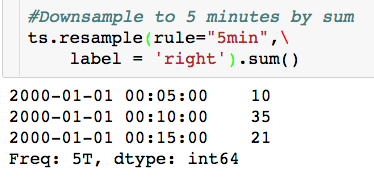 #Downsample to 5 minutes by sum
ts.resample(rule="5min",\
    label = 'right').sum()
2000-01-01 00:05:00    10
2000-01-01 00:10:00    35
2000-01-01 00:15:00    21
Freq: 5T, dtype: int64